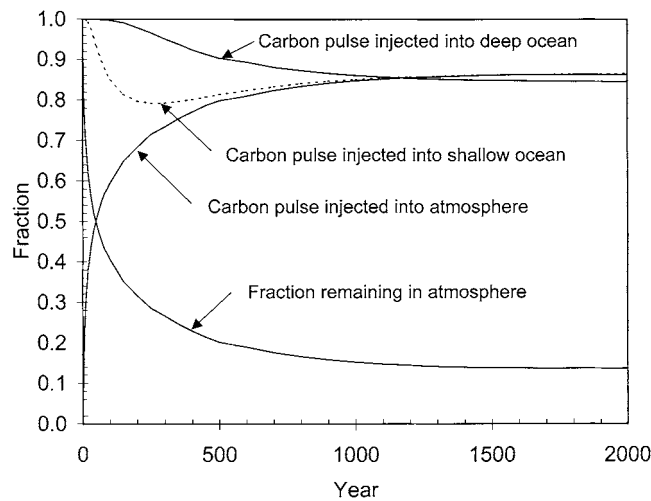 1.0
0.9
0.8
0.7
0.6
0.5
0.4
0.3
0.2
0.1
0.0
Fraction
Carbon pulse injected into deep ocean
Carbon pulse injected into shallow ocean
Carbon pulse injected into atmosphere
Fraction remaining in atmosphere
0
500
1000
1500
2000
Year